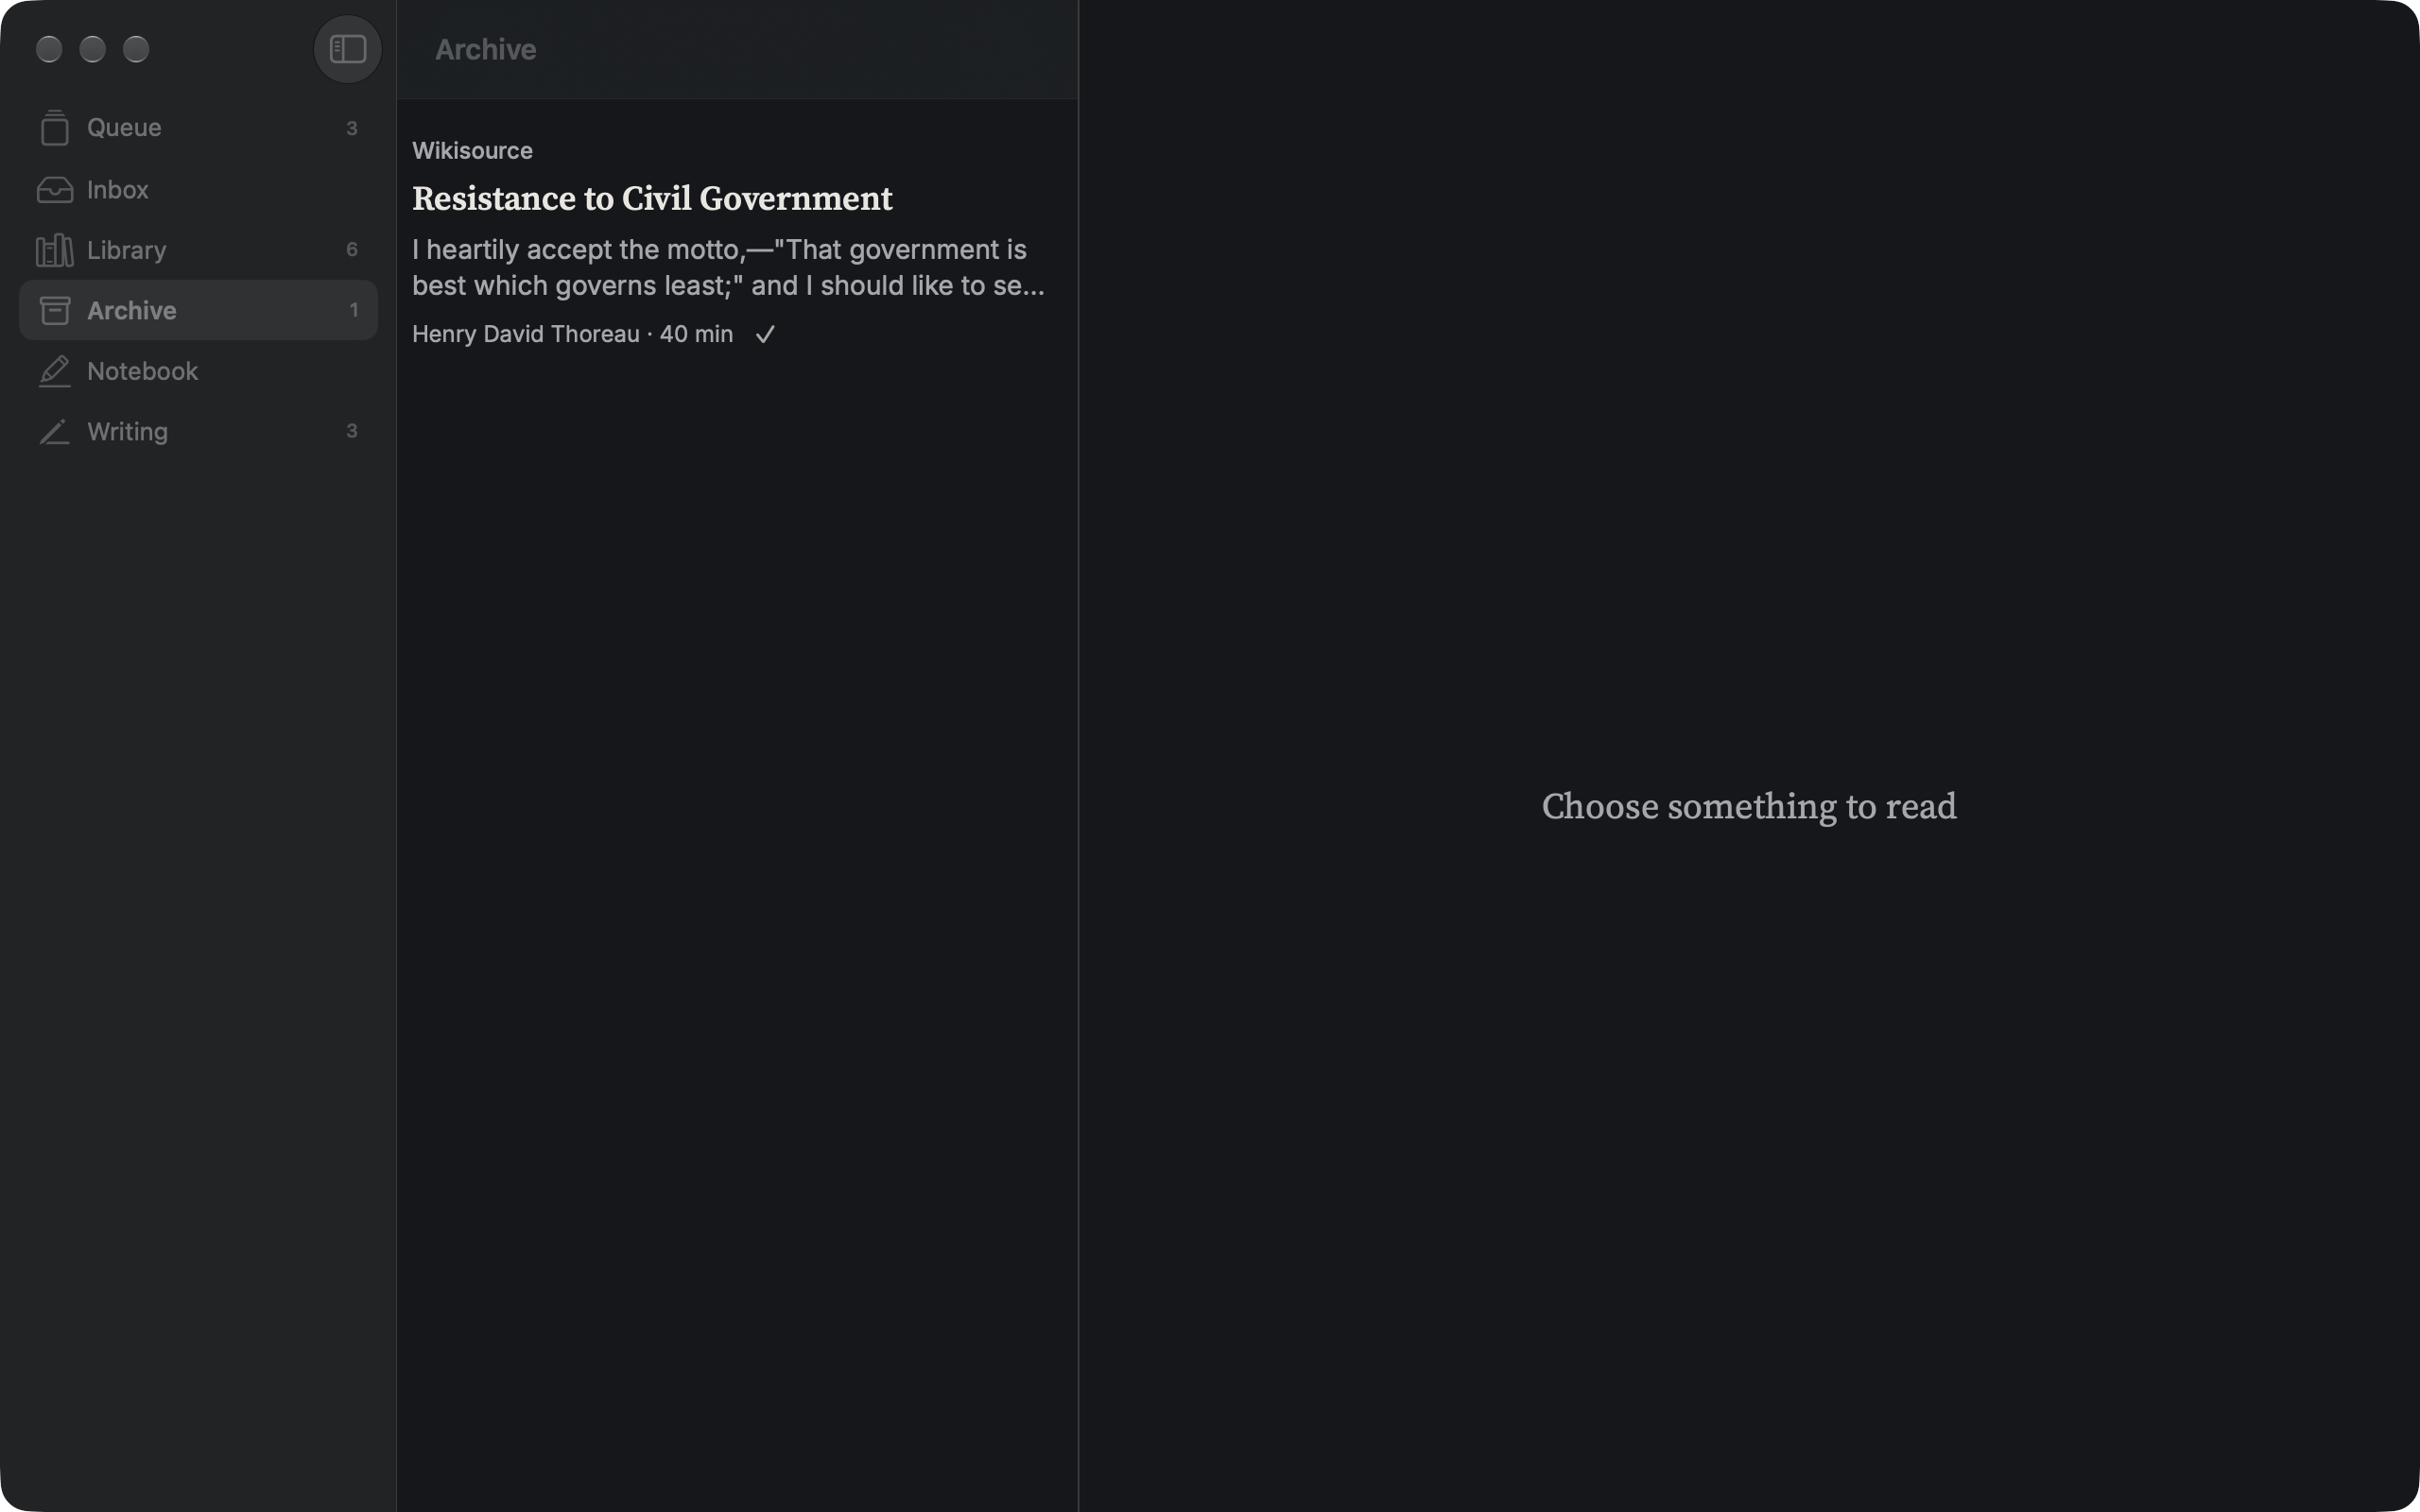 Archive
Queue 3
Inbox
Library 6
Archive 1
Notebook
Writing 3
Wikisource
Resistance to Civil Government
I heartily accept the motto,—"That government is
best which governs least;" and I should like to se...
Henry David Thoreau · 40 min
Choose something to read